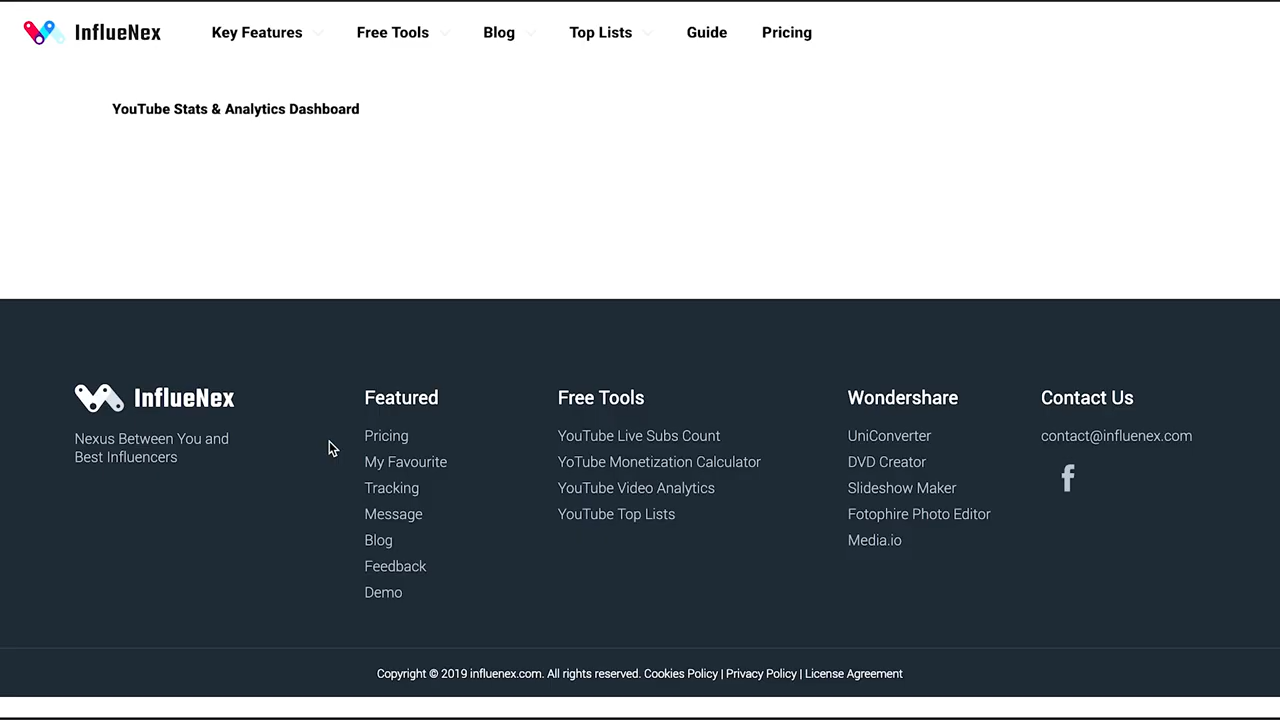 InflueNex
Key Features
Free Tools
Blog
Top Lists
Guide
Pricing
YouTube Stats & Analytics Dashboard
InflueNex
Nexus Between You and
Best Influencers
Featured
Pricing
My Favourite
Tracking
Message
Blog
Feedback
Demo
Free Tools
YouTube Live Subs Count
YoTube Monetization Calculator
YouTube Video Analytics
YouTube Top Lists
Wondershare
UniConverter
DVD Creator
Slideshow Maker
Fotophire Photo Editor
Media.io
Contact Us
contact@influenex.com
Copyright © 2019 influenex.com. All rights reserved. Cookies Policy | Privacy Policy | License Agreement